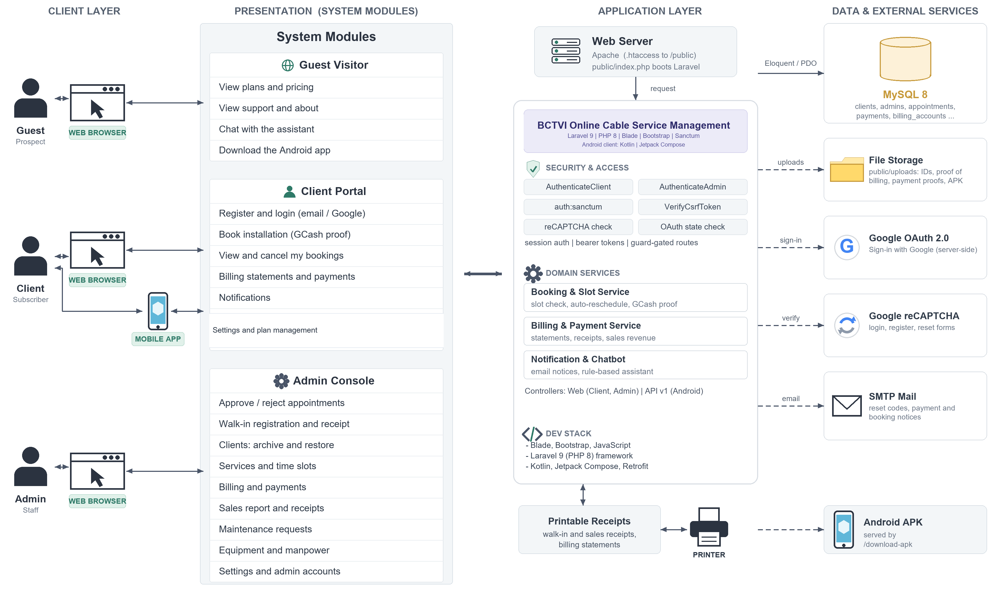 CLIENT LAYER
PRESENTATION (SYSTEM MODULES)
APPLICATION LAYER
DATA & EXTERNAL SERVICES
Guest
Prospect
WEB BROWSER
Client
Subscriber
WEB BROWSER
MOBILE APP
Admin
Staff
WEB BROWSER
System Modules
Guest Visitor
View plans and pricing
View support and about
Chat with the assistant
Download the Android app
Client Portal
Register and login (email / Google)
Book installation (GCash proof)
View and cancel my bookings
Billing statements and payments
Notifications
Settings and plan management
Admin Console
Approve / reject appointments
Walk-in registration and receipt
Clients: archive and restore
Services and time slots
Billing and payments
Sales report and receipts
Maintenance requests
Equipment and manpower
Settings and admin accounts
Web Server
Apache (.htaccess to /public)
public/index.php boots Laravel
request
BCTVI Online Cable Service Management
Laravel 9 | PHP 8 | Blade | Bootstrap | Sanctum
Android client: Kotlin | Jetpack Compose
SECURITY & ACCESS
AuthenticateClient
AuthenticateAdmin
auth:sanctum
VerifyCsrfToken
reCAPTCHA check
OAuth state check
session auth | bearer tokens | guard-gated routes
DOMAIN SERVICES
Booking & Slot Service
slot check, auto-reschedule, GCash proof
Billing & Payment Service
statements, receipts, sales revenue
Notification & Chatbot
email notices, rule-based assistant
Controllers: Web (Client, Admin) | API v1 (Android)
DEV STACK
- Blade, Bootstrap, JavaScript
- Laravel 9 (PHP 8) framework
- Kotlin, Jetpack Compose, Retrofit
Printable Receipts
walk-in and sales receipts,
billing statements
PRINTER
Eloquent / PDO
uploads
sign-in
verify
email
MySQL 8
clients, admins, appointments,
payments, billing_accounts ...
File Storage
public/uploads: IDs, proof of
billing, payment proofs, APK
G
Google OAuth 2.0
Sign-in with Google (server-side)
Google reCAPTCHA
login, register, reset forms
SMTP Mail
reset codes, payment and
booking notices
Android APK
served by
/download-apk